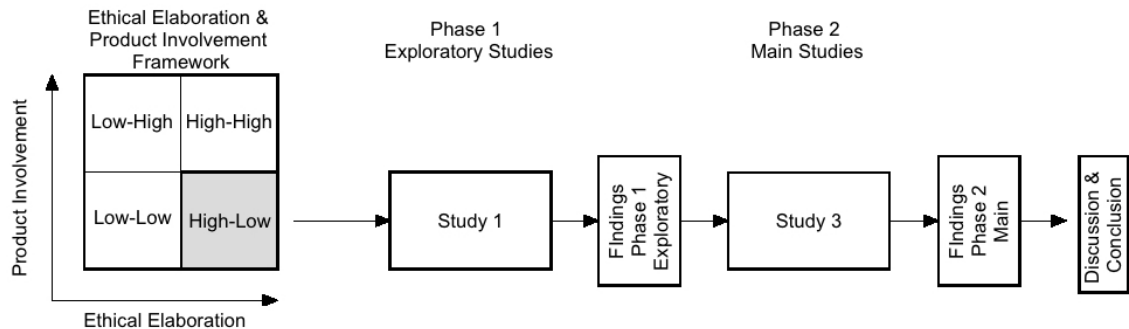 Ethical Elaboration &
Product Involvement
Framework
Phase 1
Exploratory Studies
Phase 2
Main Studies
Product Involvement
Low-High
High-High
Low-Low
High-Low
Ethical Elaboration
Study 1
FIndings
Phase 1
Exploratory
Study 3
FIndings
Phase 2
Main
Discussion &
Conclusion